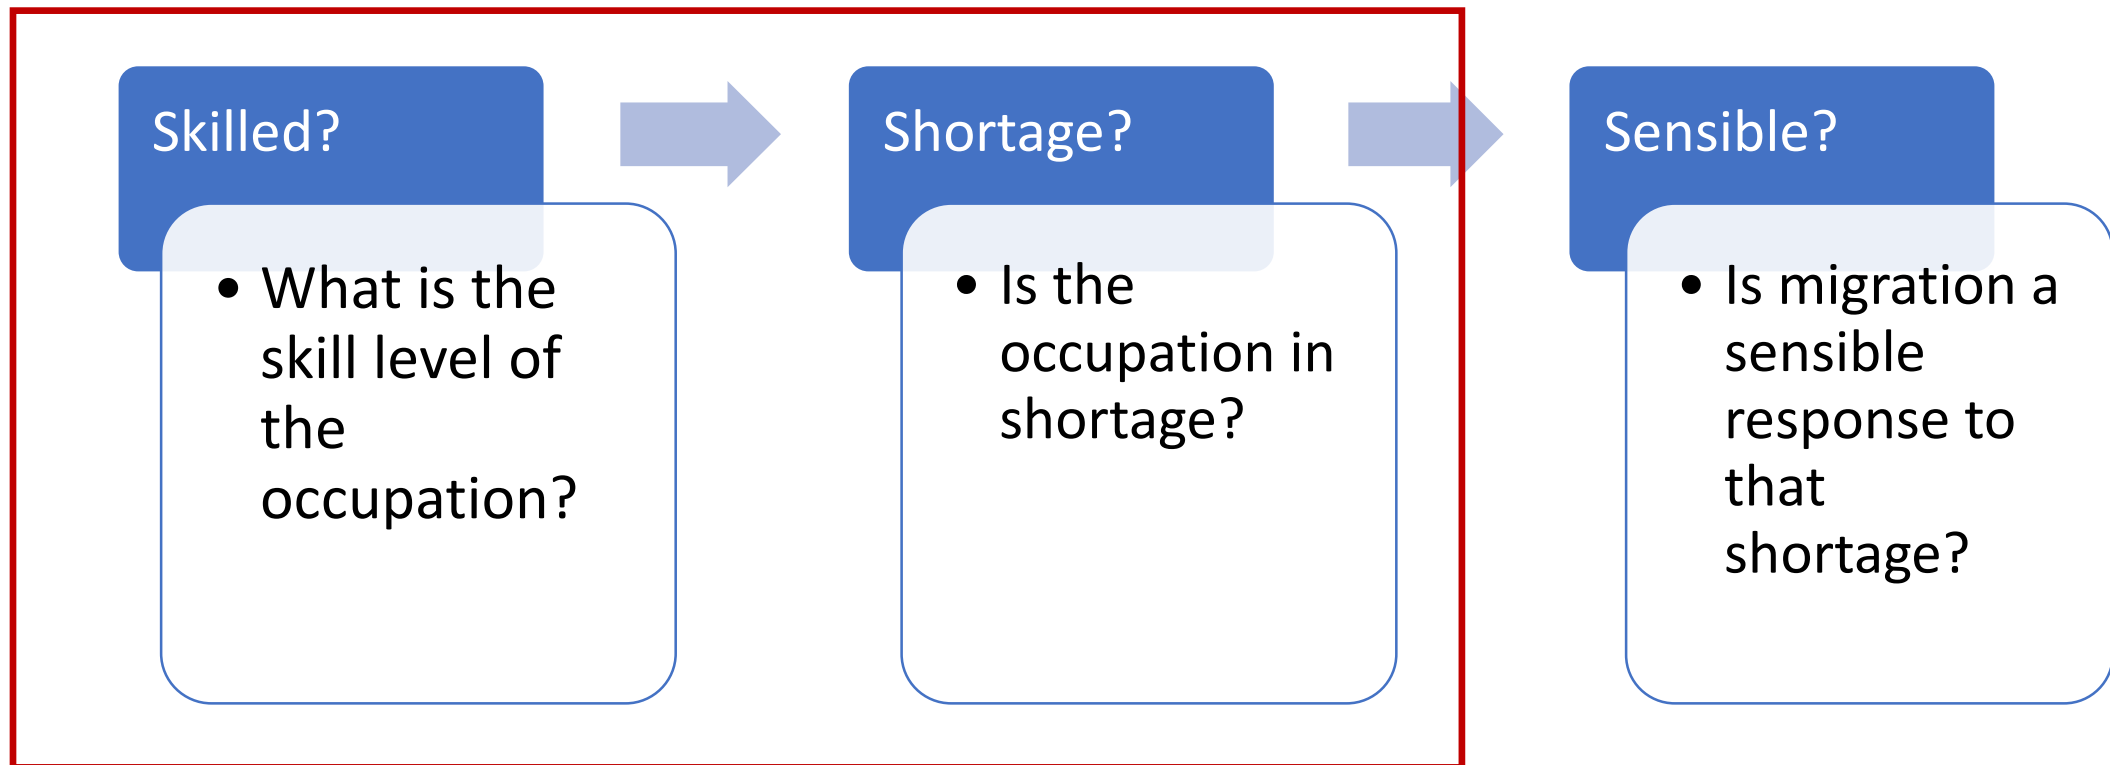 Skilled?
• What is the
skill level of
the
occupation?
Shortage?
• Is the
occupation in
shortage?
Sensible?
• Is migration a
sensible
response to
that
shortage?